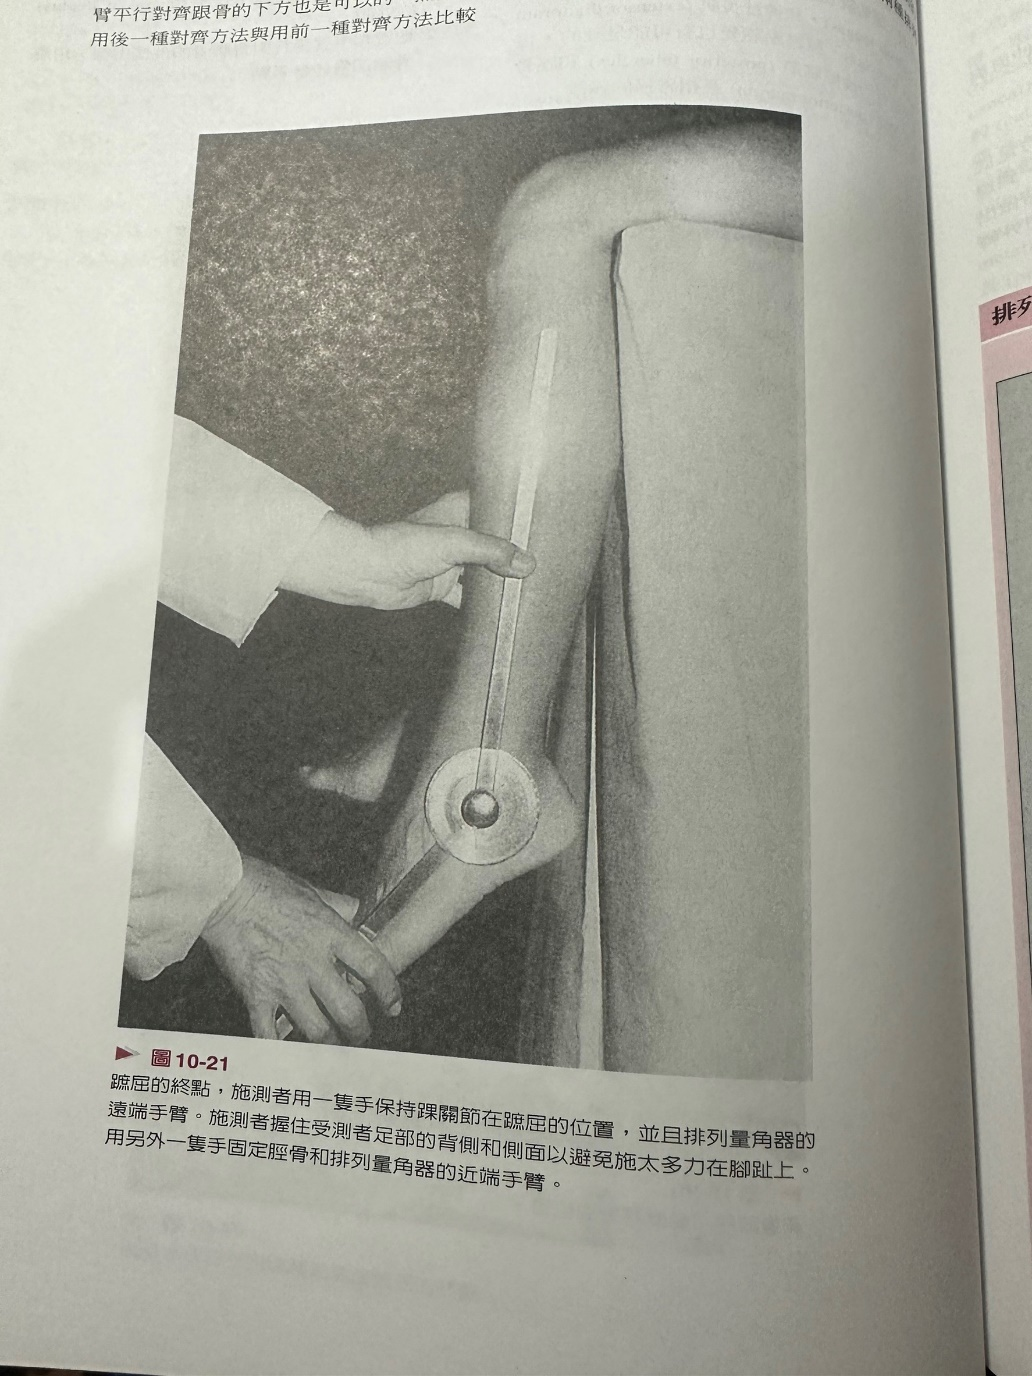 臂平行對齊跟骨的下方也是可以的
用後一種對齊方法與用前一種對齊方法比較
排列
圖 10-21
蹠屈的終點，施測者用一隻手保持踝關節在蹠屈的位置，並且排列量角器的
遠端手臂。施測者握住受測者足部的背側和側面以避免施太多力在腳趾上。
用另外一隻手固定脛骨和排列量角器的近端手臂。